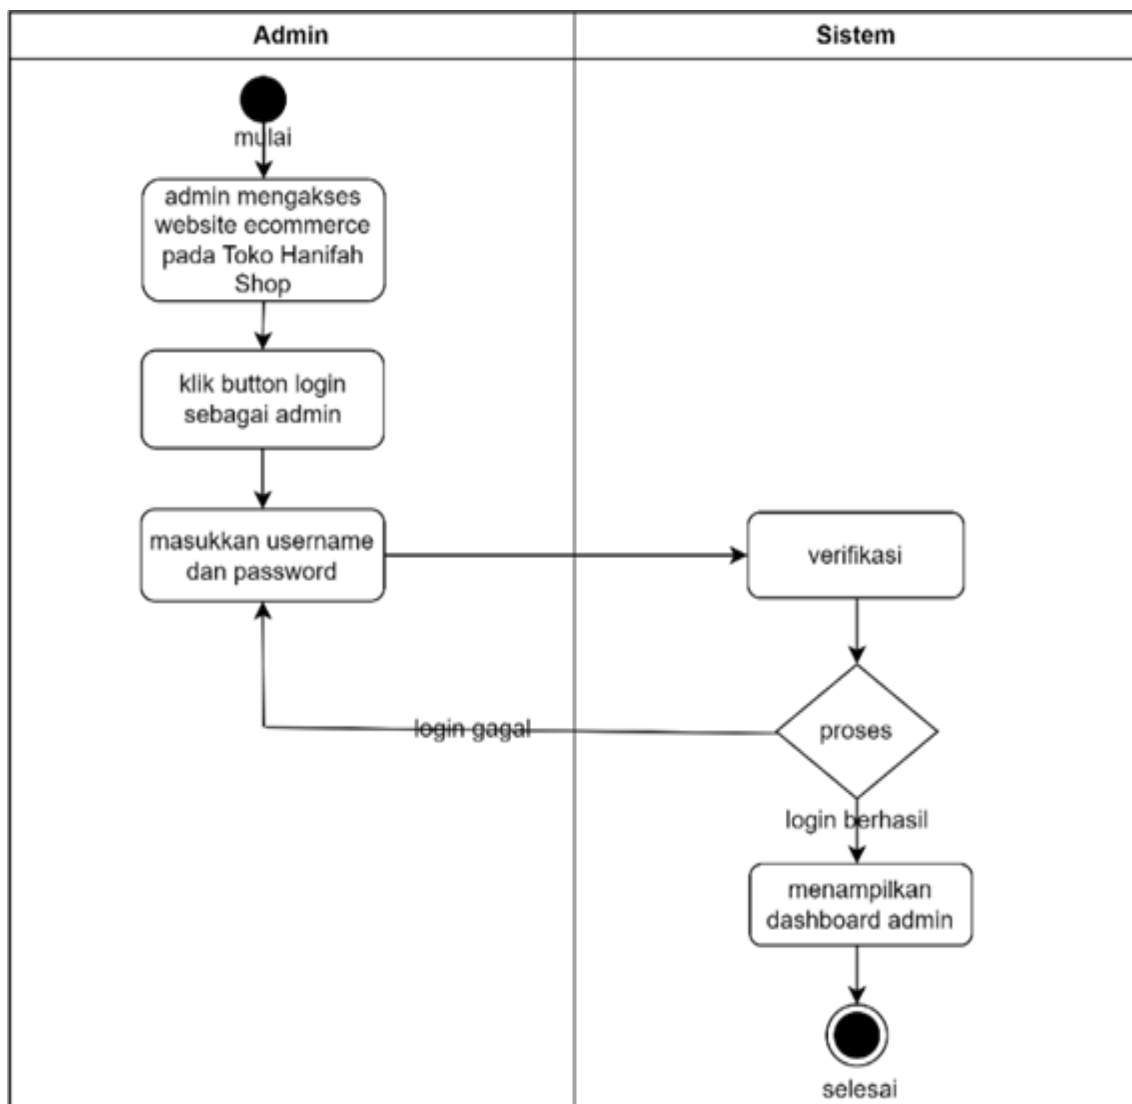 Admin
Sistem
mulai
admin mengakses
website ecommerce
pada Toko Hanifah
Shop
klik button login
sebagai admin
masukkan username
dan password
verifikasi
login gagal
proses
login berhasil
menampilkan
dashboard admin
selesai